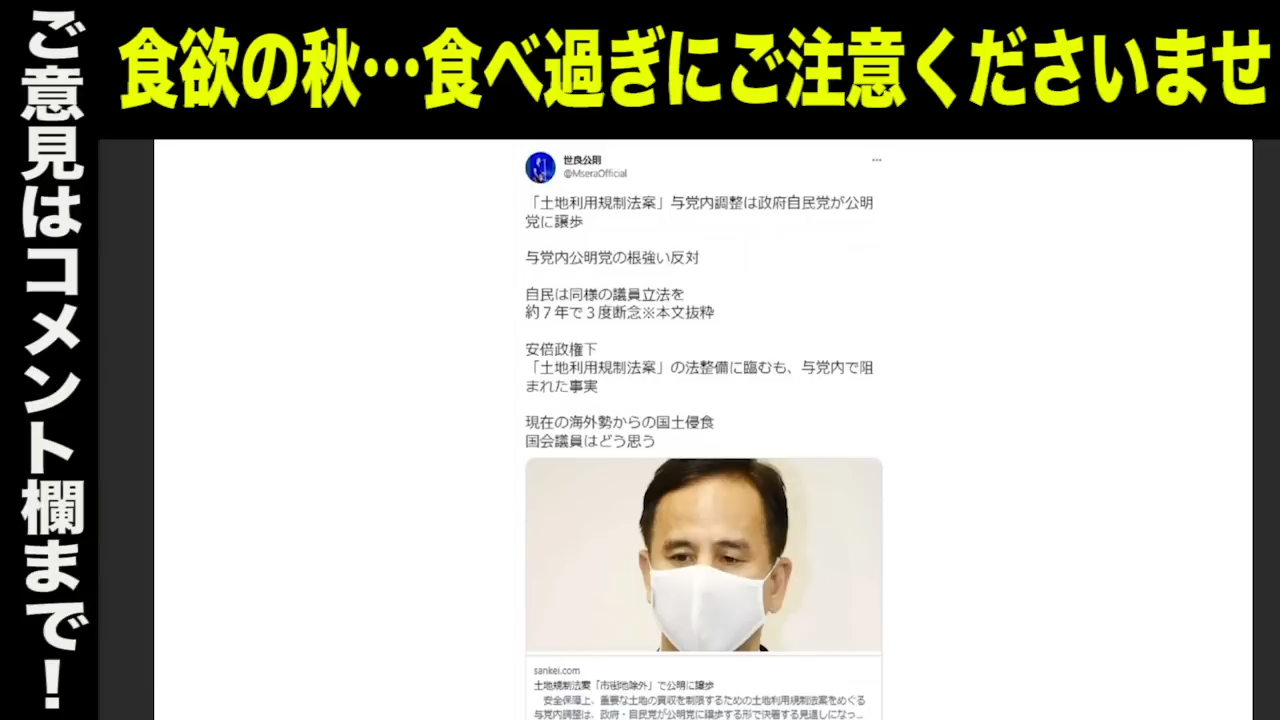 食欲の秋…食べ過ぎにご注意くださいませ
ご意見はコメント欄まで！
世良公則
@MseraOfficial
「土地利用規制法案」与党内調整は政府自民党が公明
党に譲歩
与党内公明党の根強い反対
自民は同様の議員立法を
約７年で３度断念※本文抜粋
安倍政権下
「土地利用規制法案」の法整備に臨むも、与党内で阻
まれた事実
現在の海外勢からの国土侵食
国会議員はどう思う
sankei.com
土地規制法案「市街地除外」で公明に譲歩
安全保障上、重要な土地の買収を制限するための土地利用規制法案をめぐる
与党内調整は、政府・自民党が公明党に譲歩する形で決着する見通しになっ...